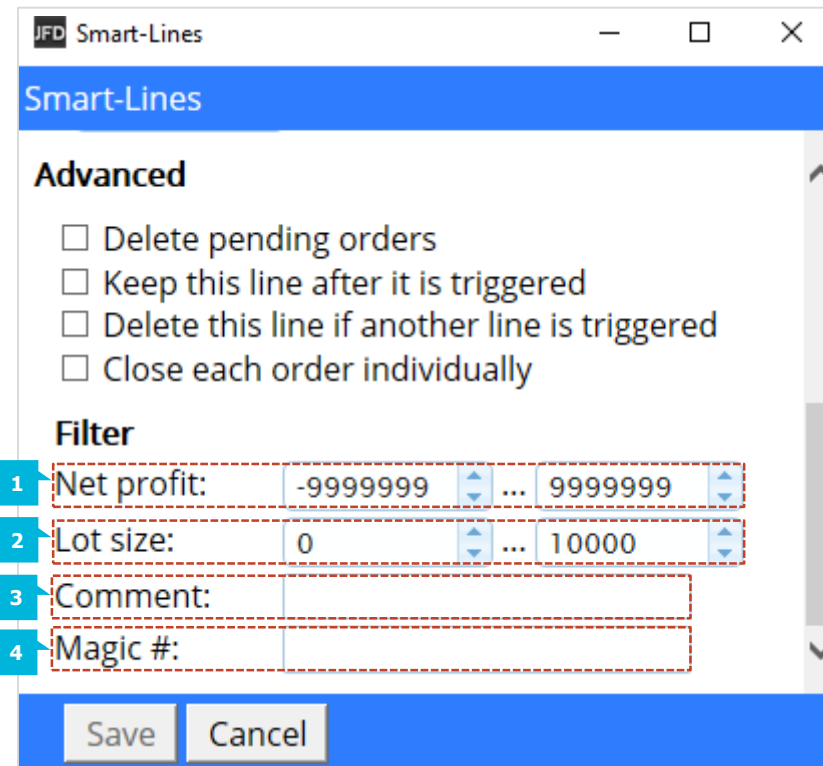 JFD Smart-Lines
Smart-Lines
Advanced
Delete pending orders
Keep this line after it is triggered
Delete this line if another line is triggered
Close each order individually
Filter
1 Net profit: -9999999 ... 9999999
2 Lot size: 0 ... 10000
3 Comment:
4 Magic #:
Save Cancel